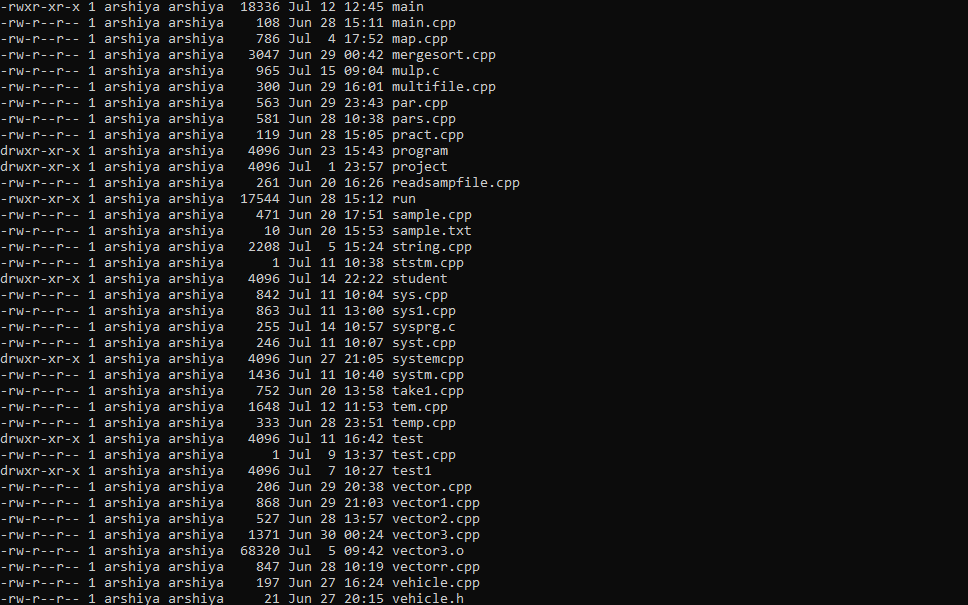 -rwxr-xr-x 1 arshiya arshiya  18336 Jul 12 12:45 main
-rw-r--r-- 1 arshiya arshiya    108 Jun 28 15:11 main.cpp
-rw-r--r-- 1 arshiya arshiya    786 Jul  4 17:52 map.cpp
-rw-r--r-- 1 arshiya arshiya   3047 Jun 29 00:42 mergesort.cpp
-rw-r--r-- 1 arshiya arshiya    965 Jul 15 09:04 mulp.c
-rw-r--r-- 1 arshiya arshiya    300 Jun 29 16:01 multifile.cpp
-rw-r--r-- 1 arshiya arshiya    563 Jun 29 23:43 par.cpp
-rw-r--r-- 1 arshiya arshiya    581 Jun 28 10:38 pars.cpp
-rw-r--r-- 1 arshiya arshiya    119 Jun 28 15:05 pract.cpp
drwxr-xr-x 1 arshiya arshiya   4096 Jun 23 15:43 program
drwxr-xr-x 1 arshiya arshiya   4096 Jul  1 23:57 project
-rw-r--r-- 1 arshiya arshiya    261 Jun 20 16:26 readsampfile.cpp
-rwxr-xr-x 1 arshiya arshiya  17544 Jun 28 15:12 run
-rw-r--r-- 1 arshiya arshiya    471 Jun 20 17:51 sample.cpp
-rw-r--r-- 1 arshiya arshiya     10 Jun 20 15:53 sample.txt
-rw-r--r-- 1 arshiya arshiya   2208 Jul  5 15:24 string.cpp
-rw-r--r-- 1 arshiya arshiya      1 Jul 11 10:38 ststm.cpp
drwxr-xr-x 1 arshiya arshiya   4096 Jul 14 22:22 student
-rw-r--r-- 1 arshiya arshiya    842 Jul 11 10:04 sys.cpp
-rw-r--r-- 1 arshiya arshiya    863 Jul 11 13:00 sys1.cpp
-rw-r--r-- 1 arshiya arshiya    255 Jul 14 10:57 sysprg.c
-rw-r--r-- 1 arshiya arshiya    246 Jul 11 10:07 syst.cpp
drwxr-xr-x 1 arshiya arshiya   4096 Jun 27 21:05 systemcpp
-rw-r--r-- 1 arshiya arshiya   1436 Jul 11 10:40 systm.cpp
-rw-r--r-- 1 arshiya arshiya    752 Jun 20 13:58 take1.cpp
-rw-r--r-- 1 arshiya arshiya   1648 Jul 12 11:53 tem.cpp
-rw-r--r-- 1 arshiya arshiya    333 Jun 28 23:51 temp.cpp
drwxr-xr-x 1 arshiya arshiya   4096 Jul 11 16:42 test
-rw-r--r-- 1 arshiya arshiya      1 Jul  9 13:37 test.cpp
drwxr-xr-x 1 arshiya arshiya   4096 Jul  7 10:27 test1
-rw-r--r-- 1 arshiya arshiya    206 Jun 29 20:38 vector.cpp
-rw-r--r-- 1 arshiya arshiya    868 Jun 29 21:03 vector1.cpp
-rw-r--r-- 1 arshiya arshiya    527 Jun 28 13:57 vector2.cpp
-rw-r--r-- 1 arshiya arshiya   1371 Jun 30 00:24 vector3.cpp
-rw-r--r-- 1 arshiya arshiya  68320 Jul  5 09:42 vector3.o
-rw-r--r-- 1 arshiya arshiya    847 Jun 28 10:19 vectorr.cpp
-rw-r--r-- 1 arshiya arshiya    197 Jun 27 16:24 vehicle.cpp
-rw-r--r-- 1 arshiya arshiya     21 Jun 27 20:15 vehicle.h